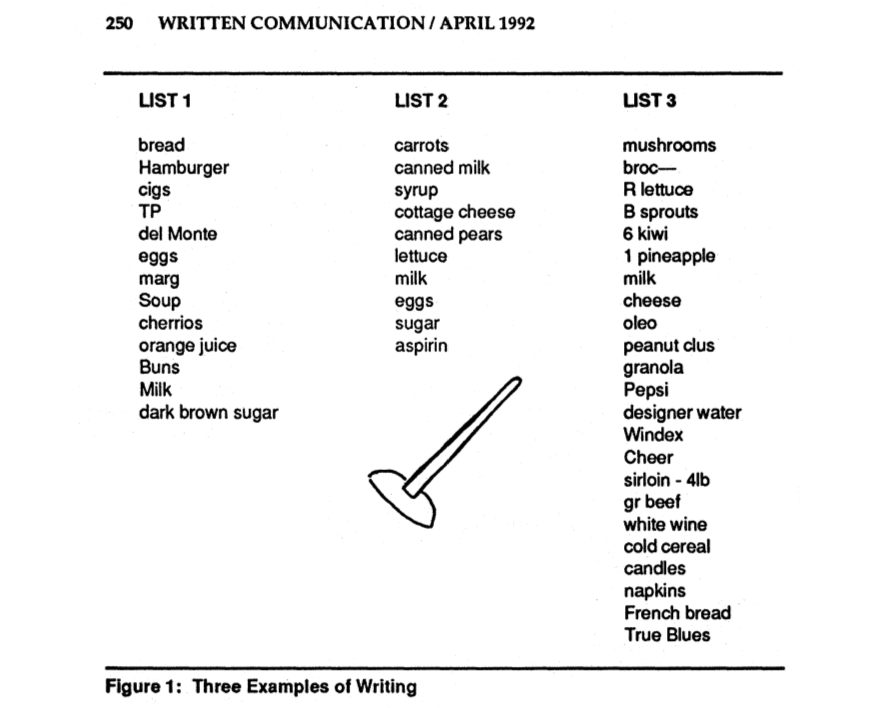 250 WRITTEN COMMUNICATION / APRIL 1992
LIST 1
bread
Hamburger
cigs
TP
del Monte
eggs
marg
Soup
cherrios
orange juice
Buns
Milk
dark brown sugar
LIST 2
carrots
canned milk
syrup
cottage cheese
canned pears
lettuce
milk
eggs
sugar
aspirin
LIST 3
mushrooms
broc—
R lettuce
B sprouts
6 kiwi
1 pineapple
milk
cheese
oleo
peanut clus
granola
Pepsi
designer water
Windex
Cheer
sirloin - 4lb
gr beef
white wine
cold cereal
candles
napkins
French bread
True Blues
Figure 1: Three Examples of Writing